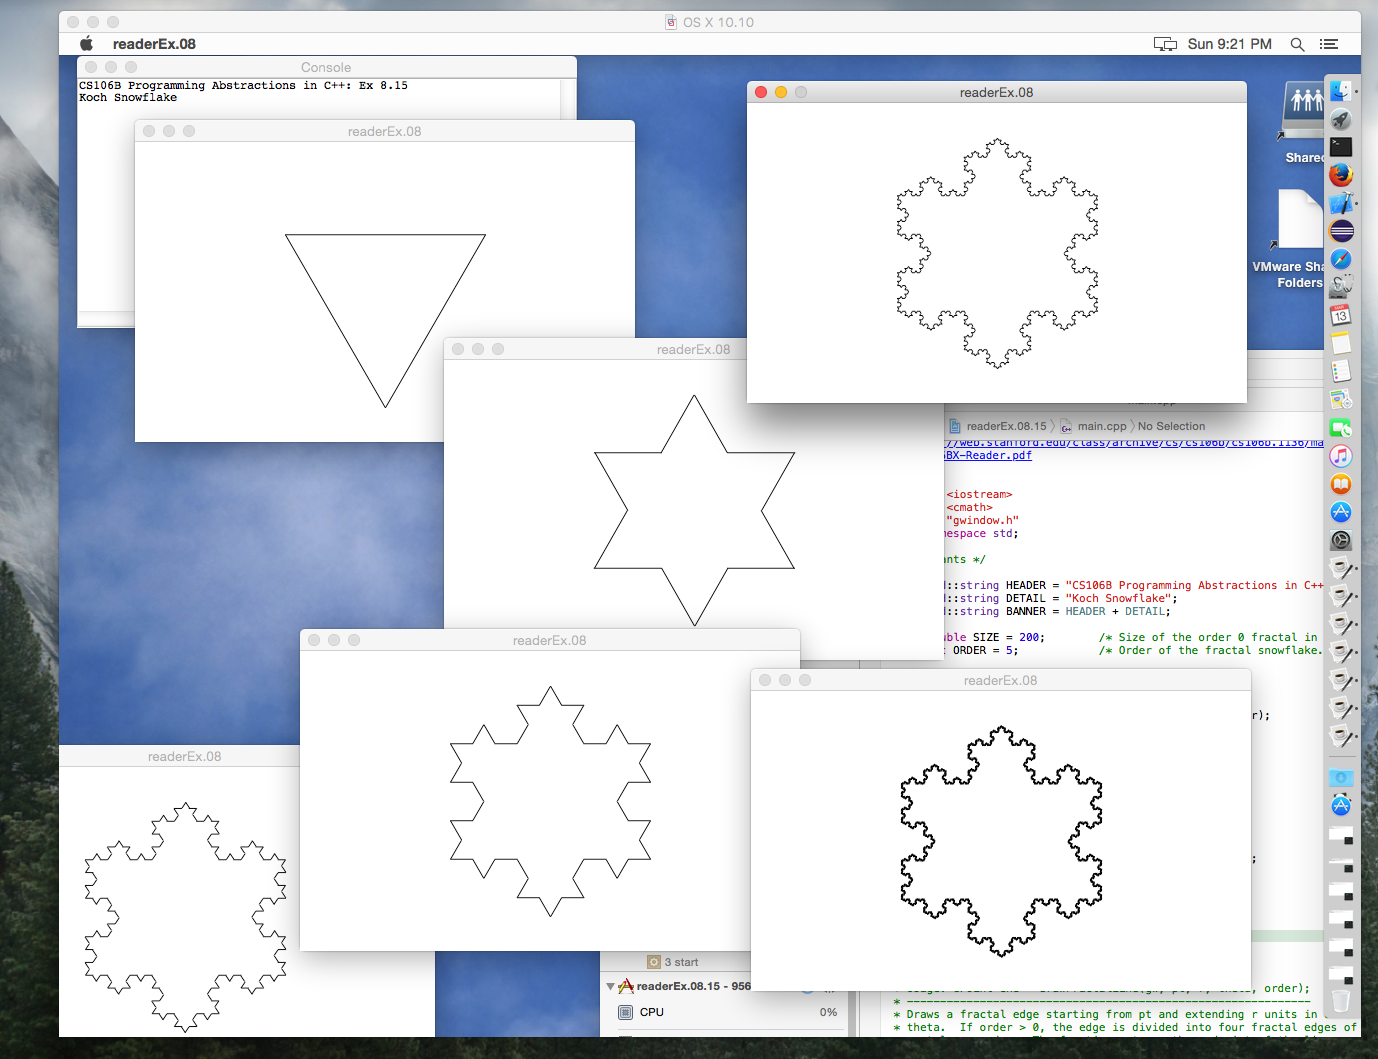 OS X 10.10
readerEx.08
Sun 9:21 PM
Console
CS106B Programming Abstractions in C++: Ex 8.15
Koch Snowflake
readerEx.08
readerEx.08
Shared
VMware Sha
Folders
13
readerEx.08
readerEx.08.15 main.cpp No Selection
//web.stanford.edu/class/archive/cs/cs106b/cs106b.1136/ma
BX-Reader.pdf
<iostream>
<cmath>
"gwindow.h"
mespace std;
ants */
d::string HEADER = "CS106B Programming Abstractions in C++
d::string DETAIL = "Koch Snowflake";
d::string BANNER = HEADER + DETAIL;
uble SIZE = 200; /* Size of the order 0 fractal in
t ORDER = 5; /* Order of the fractal snowflake.
readerEx.08
readerEx.08
r);
readerEx.08
;
3 start
readerEx.08.15 - 956
CPU 0%
order);
* Draws a fractal edge starting from pt and extending r units in
* theta. If order > 0, the edge is divided into four fractal edges of